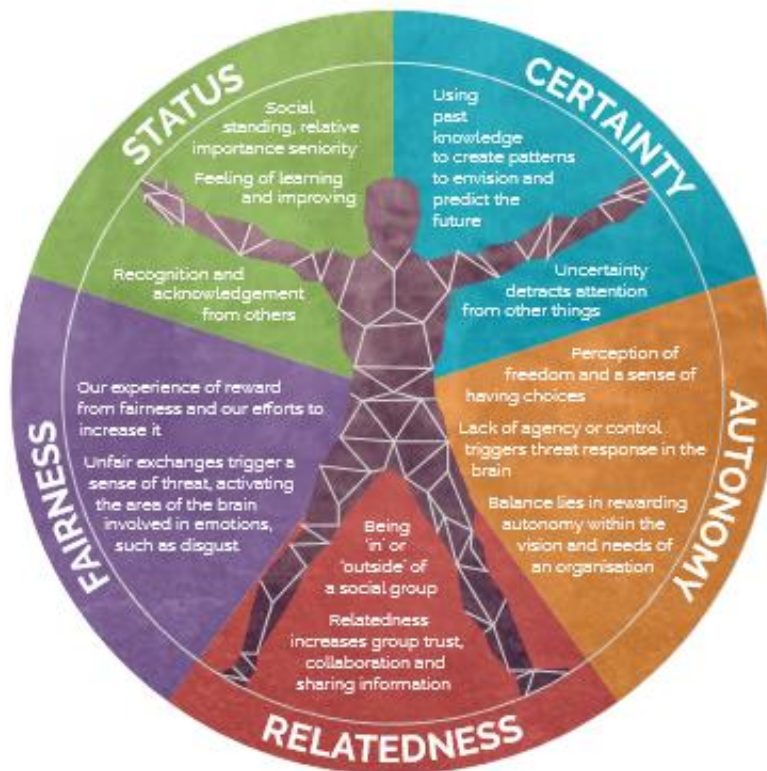 STATUS
Social
standing, relative
importance seniority
Feeling of learning
and improving
Recognition and
acknowledgement
from others
CERTAINTY
Using
past
knowledge
to create patterns
to envision and
predict the
future
Uncertainty
detracts attention
from other things
AUTONOMY
Perception of
freedom and a sense of
having choices
Lack of agency or control
triggers threat response in the
brain
Balance lies in rewarding
autonomy within the
vision and needs of
an organisation
RELATEDNESS
Being
'in' or
'outside' of
a social group
Relatedness
increases group trust,
collaboration and
sharing information
FAIRNESS
Our experience of reward
from fairness and our efforts to
increase it
Unfair exchanges trigger a
sense of threat, activating
the area of the brain
involved in emotions,
such as disgust